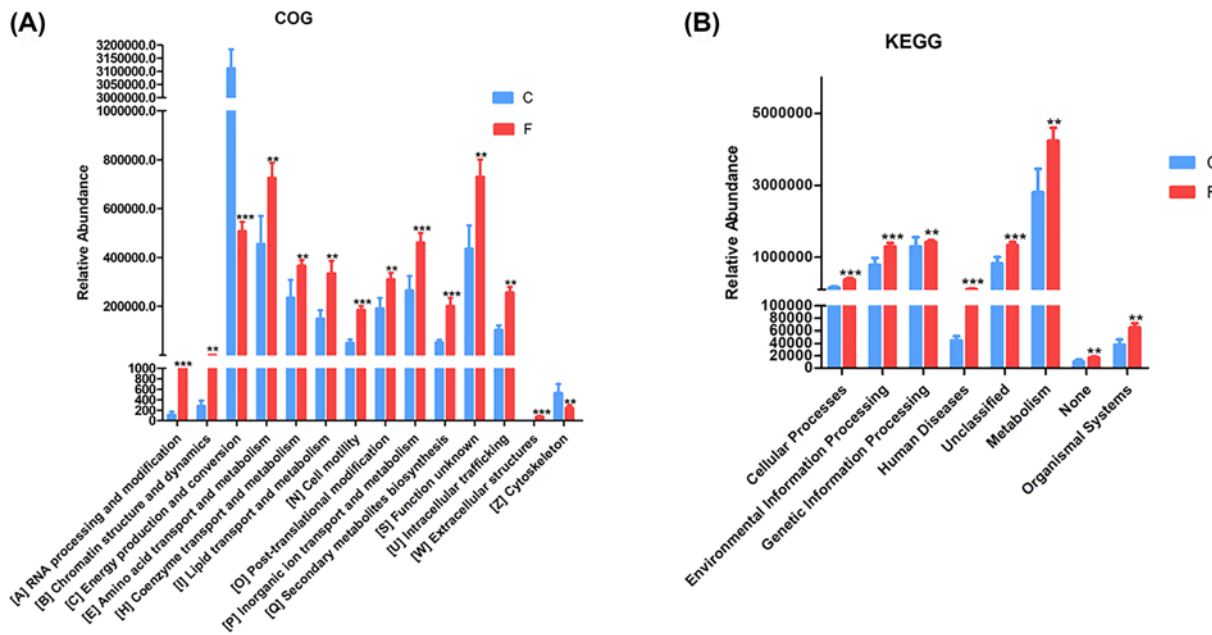 (A)
COG
3200000.0
3150000.0
3100000.0
3050000.0
3000000.0
1000000.0
800000.0
600000.0
400000.0
200000.0
1000
800
600
400
200
Relative Abundance
C
F
***
**
***
**
**
**
***
**
***
***
**
**
***
**
[A] RNA processing and modification
[B] Chromatin structure and dynamics
[C] Energy production and conversion
[E] Amino acid transport and metabolism
[H] Coenzyme transport and metabolism
[I] Lipid transport and metabolism
[N] Cell motility
[O] Post-translational modification
[P] Inorganic ion transport and metabolism
[Q] Secondary metabolites biosynthesis
[S] Function unknown
[U] Intracellular trafficking
[W] Extracellular structures
[Z] Cytoskeleton
(B)
KEGG
5000000
3000000
1000000
100000
80000
60000
40000
20000
0
Relative Abundance
***
***
**
***
***
**
**
**
Cellular Processes
Environmental Information Processing
Genetic Information Processing
Human Diseases
Unclassified
Metabolism
None
Organismal Systems